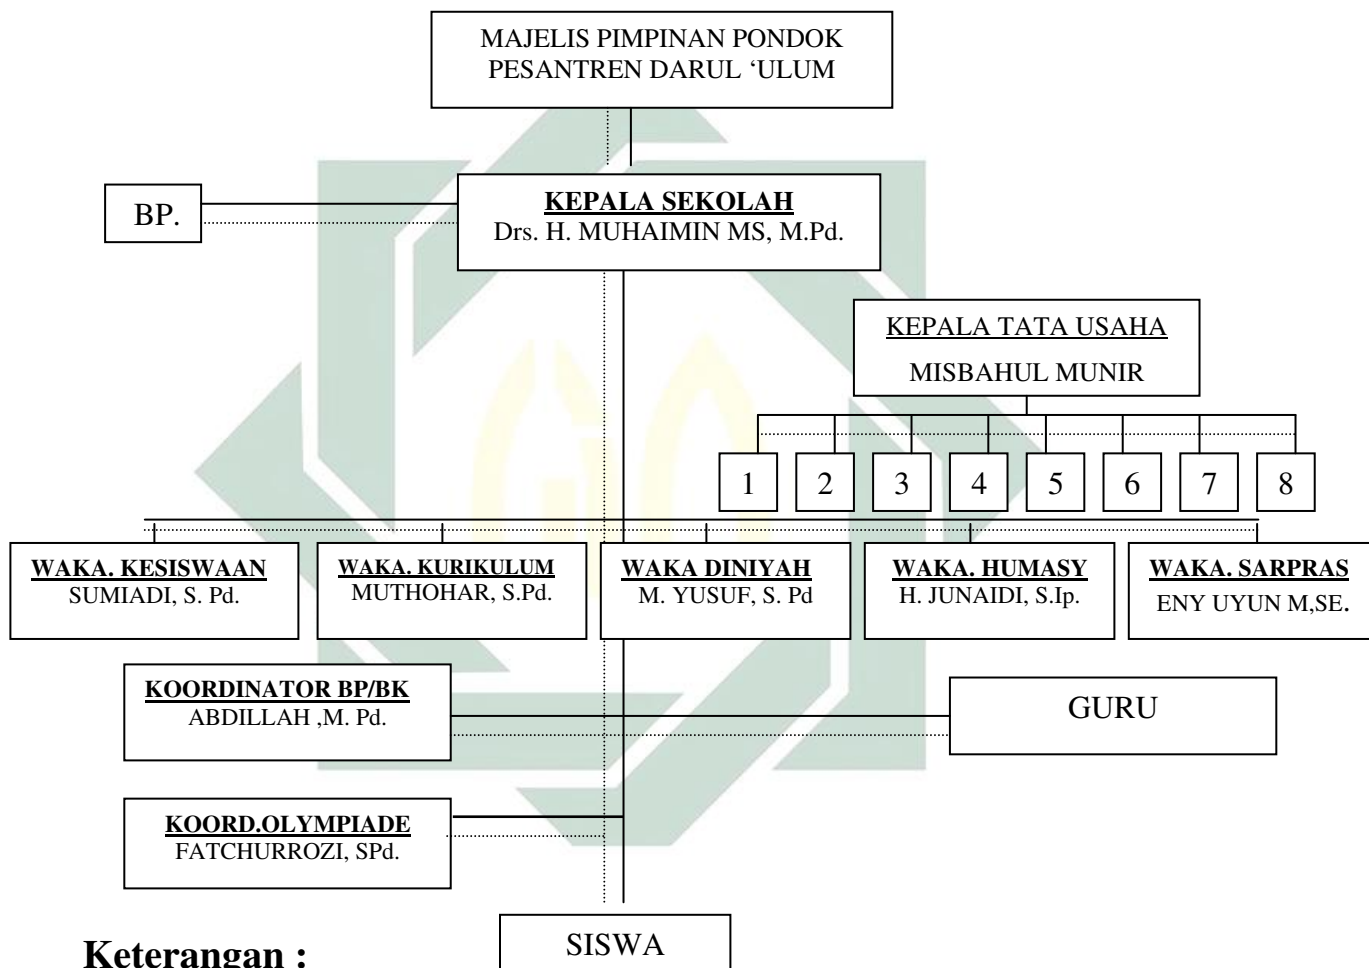 MAJELIS PIMPINAN PONDOK
PESANTREN DARUL ‘ULUM
BP.
KEPALA SEKOLAH
Drs. H. MUHAIMIN MS, M.Pd.
KEPALA TATA USAHA
MISBAHUL MUNIR
1 2 3 4 5 6 7 8
WAKA. KESISWAAN
SUMIADI, S. Pd.
WAKA. KURIKULUM
MUTHOHAR, S.Pd.
WAKA DINIYAH
M. YUSUF, S. Pd
WAKA. HUMASY
H. JUNAIDI, S.Ip.
WAKA. SARPRAS
ENY UYUN M,SE.
KOORDINATOR BP/BK
ABDILLAH ,M. Pd.
GURU
KOORD.OLYMPIADE
FATCHURROZI, SPd.
SISWA
Keterangan :